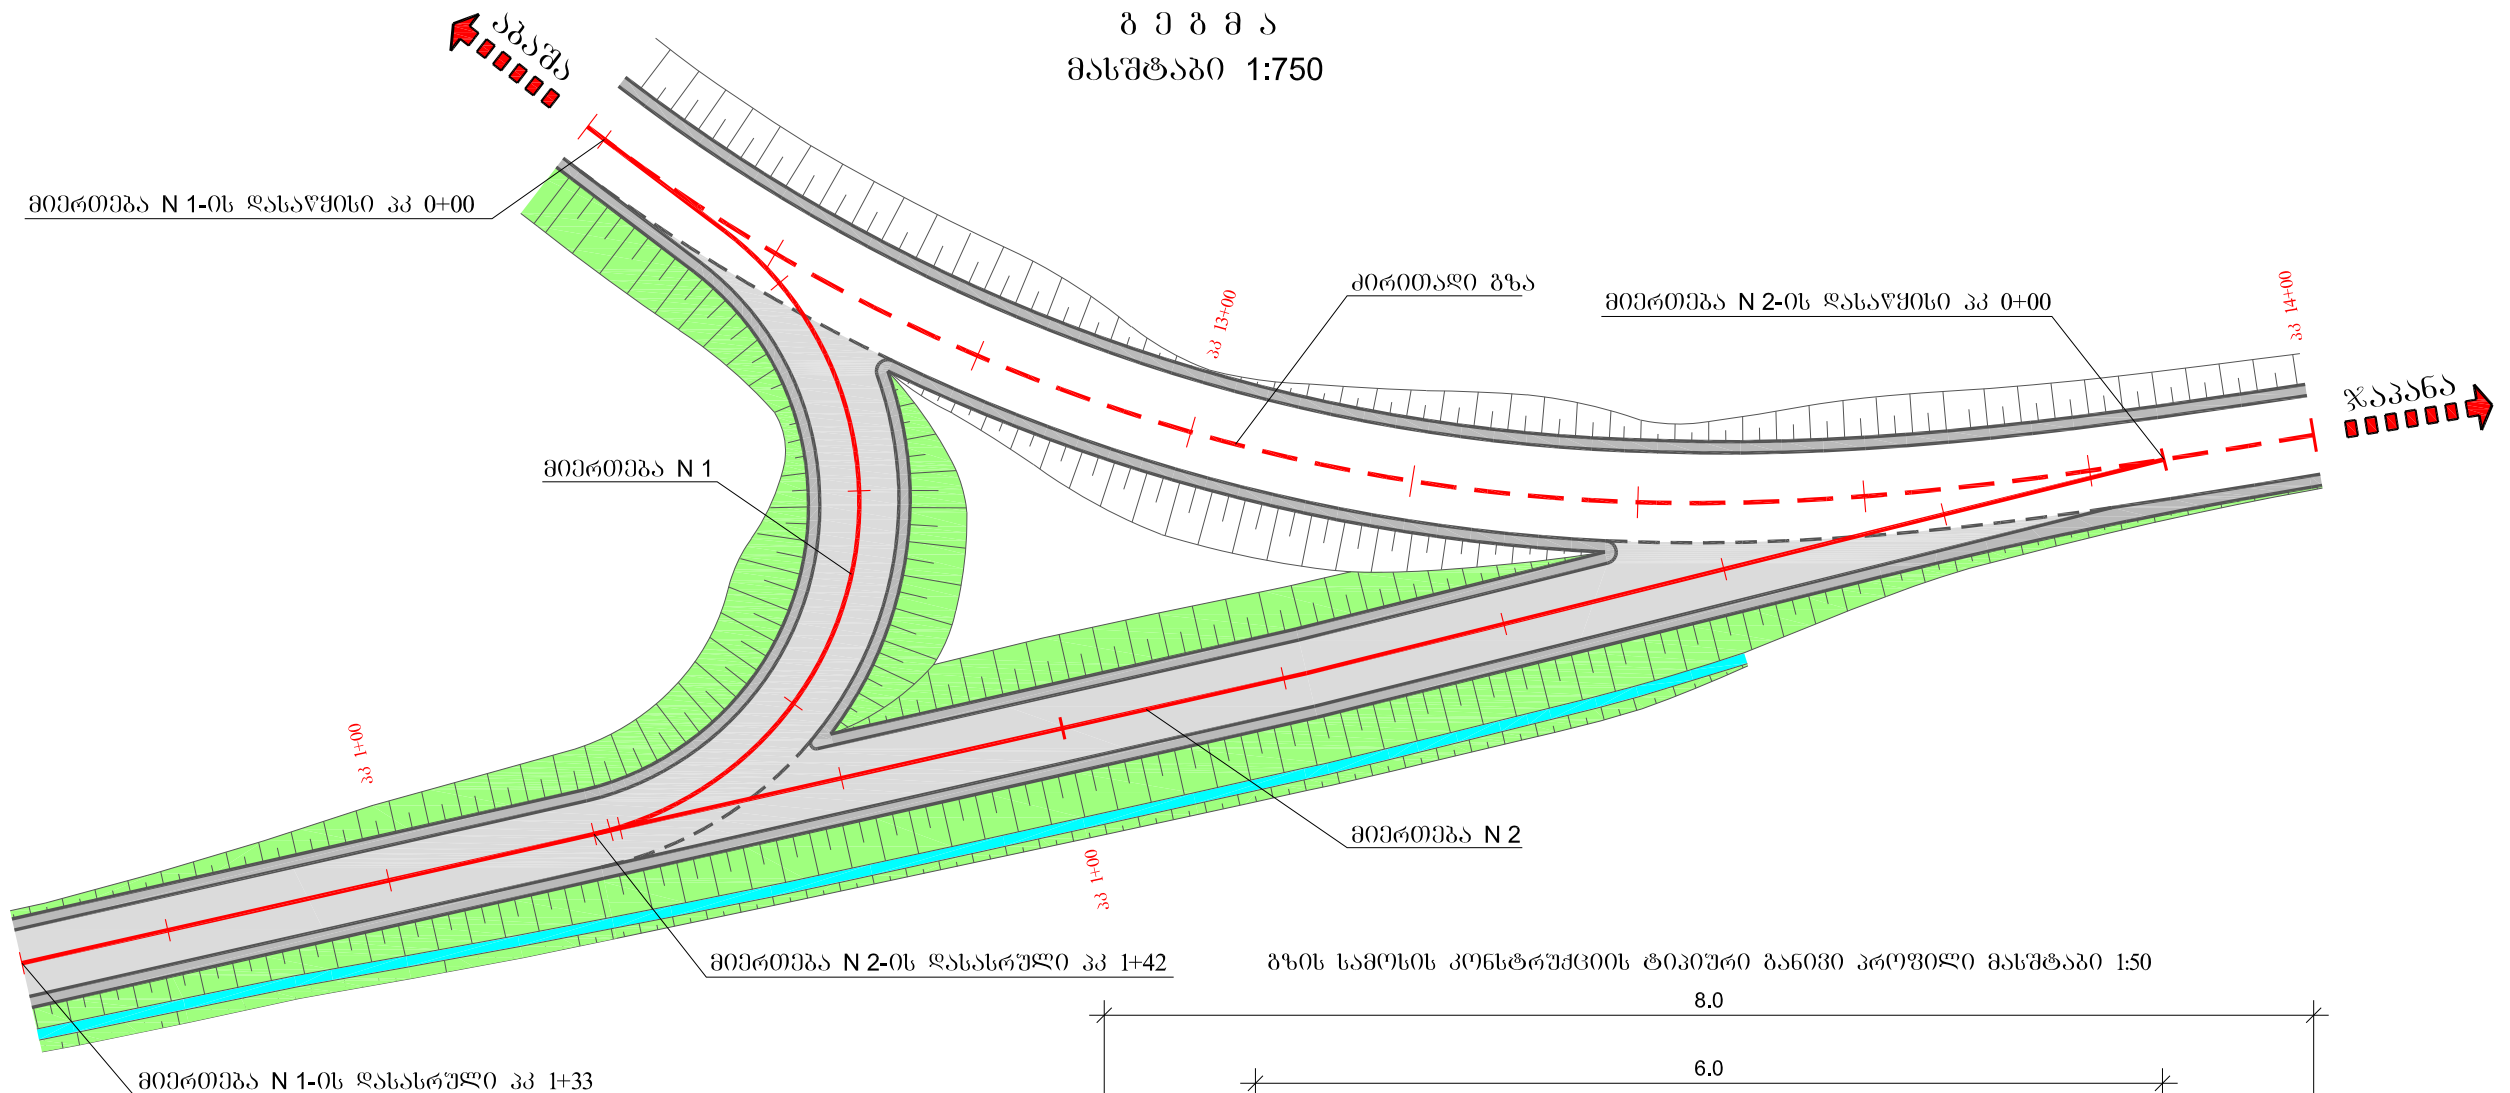 გ ე გ მ ა
მასშტაბი 1:750
აბაშა
მიერთება N 1-ის დასაწყისი პკ 0+00
ძირითადი გზა
პკ 13+00
მიერთება N 2-ის დასაწყისი პკ 0+00
პკ 14+00
ჯაპანა
მიერთება N 1
პკ 1+00
მიერთება N 2
პკ 1+00
მიერთება N 2-ის დასასრული პკ 1+42
გზის სამოსის კონსტრუქციის ტიპიური განივი პროფილი მასშტაბი 1:50
8.0
6.0
მიერთება N 1-ის დასასრული პკ 1+33